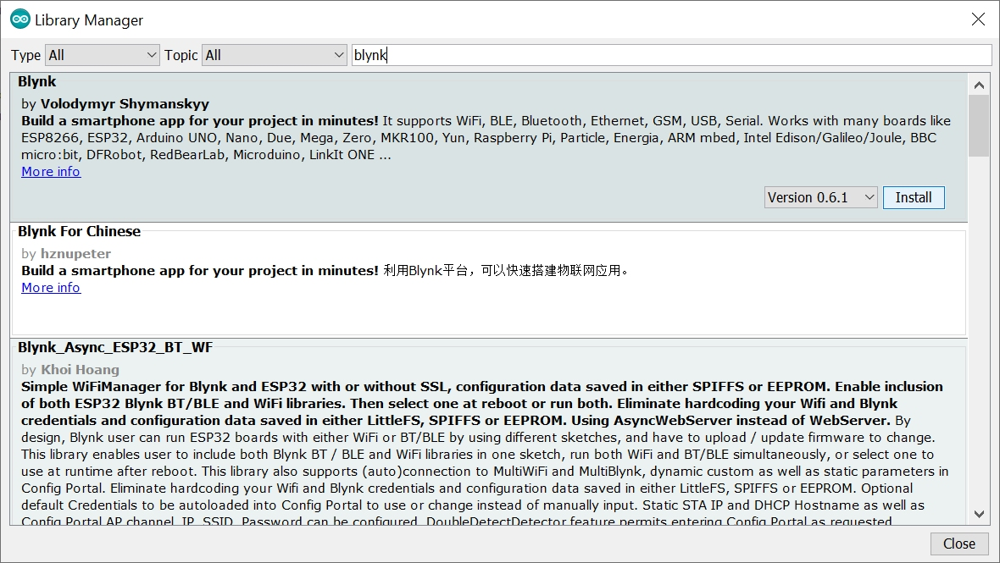 Library Manager
Type All Topic All blynk
Blynk
by Volodymyr Shymanskyy
Build a smartphone app for your project in minutes! It supports WiFi, BLE, Bluetooth, Ethernet, GSM, USB, Serial. Works with many boards like
ESP8266, ESP32, Arduino UNO, Nano, Due, Mega, Zero, MKR100, Yun, Raspberry Pi, Particle, Energia, ARM mbed, Intel Edison/Galileo/Joule, BBC
micro:bit, DFRobot, RedBearLab, Microduino, LinkIt ONE ...
More info
Version 0.6.1 Install
Blynk For Chinese
by hznupeter
Build a smartphone app for your project in minutes! 利用Blynk平台，可以快速搭建物联网应用。
More info
Blynk_Async_ESP32_BT_WF
by Khoi Hoang
Simple WiFiManager for Blynk and ESP32 with or without SSL, configuration data saved in either SPIFFS or EEPROM. Enable inclusion
of both ESP32 Blynk BT/BLE and WiFi libraries. Then select one at reboot or run both. Eliminate hardcoding your Wifi and Blynk
credentials and configuration data saved in either LittleFS, SPIFFS or EEPROM. Using AsyncWebServer instead of WebServer. By
design, Blynk user can run ESP32 boards with either WiFi or BT/BLE by using different sketches, and have to upload / update firmware to change.
This library enables user to include both Blynk BT / BLE and WiFi libraries in one sketch, run both WiFi and BT/BLE simultaneously, or select one to
use at runtime after reboot. This library also supports (auto)connection to MultiWiFi and MultiBlynk, dynamic custom as well as static parameters in
Config Portal. Eliminate hardcoding your Wifi and Blynk credentials and configuration data saved in either LittleFS, SPIFFS or EEPROM. Optional
default Credentials to be autoloaded into Config Portal to use or change instead of manually input. Static STA IP and DHCP Hostname as well as
Config Portal AP channel, IP, SSID, Password can be configured. DoubleDetectDetector feature permits entering Config Portal as requested.
Close